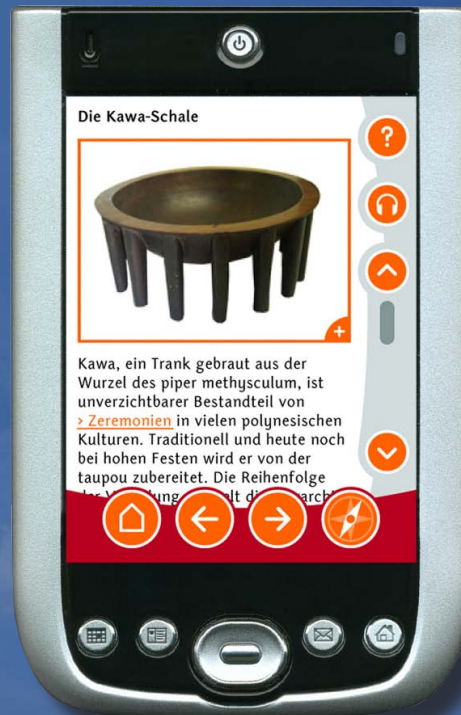 Die Kawa-Schale
Kawa, ein Trank gebraut aus der
Wurzel des piper methysculum, ist
unverzichtbarer Bestandteil von
> Zeremonien in vielen polynesischen
Kulturen. Traditionell und heute noch
bei hohen Festen wird er von der
taupou zubereitet. Die Reihenfolge